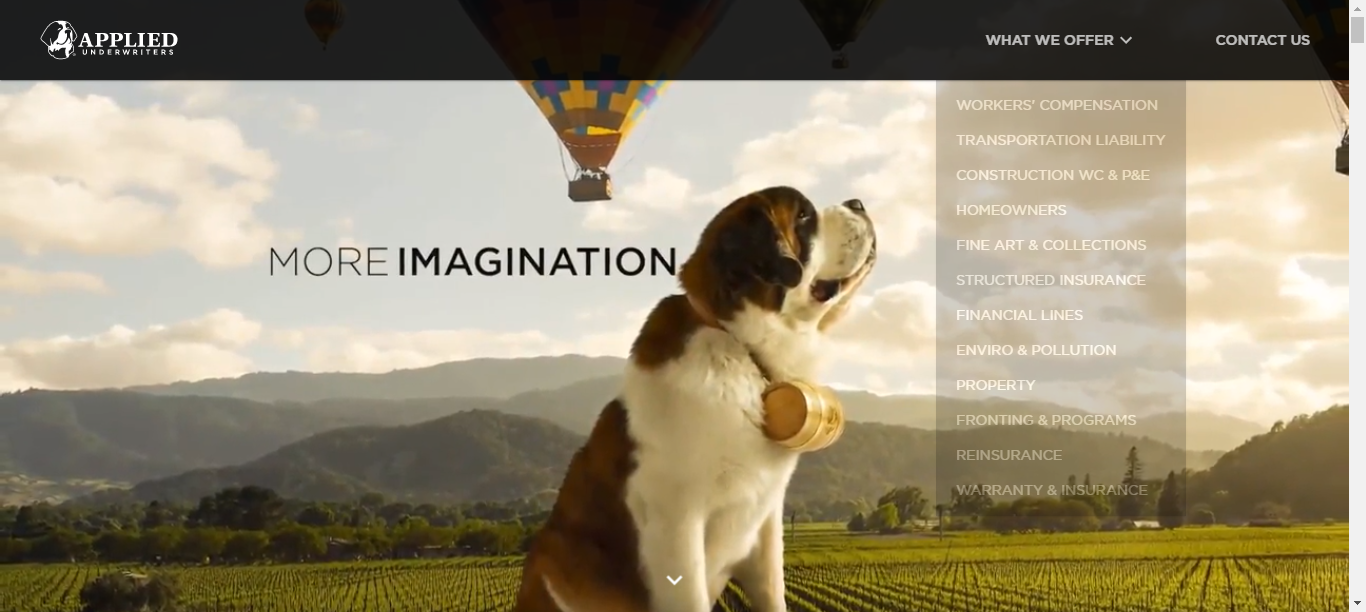 APPLIED
UNDERWRITERS
WHAT WE OFFER
CONTACT US
WORKERS' COMPENSATION
TRANSPORTATION LIABILITY
CONSTRUCTION WC & P&E
HOMEOWNERS
FINE ART & COLLECTIONS
STRUCTURED INSURANCE
FINANCIAL LINES
ENVIRO & POLLUTION
PROPERTY
FRONTING & PROGRAMS
REINSURANCE
WARRANTY & INSURANCE
MORE IMAGINATION